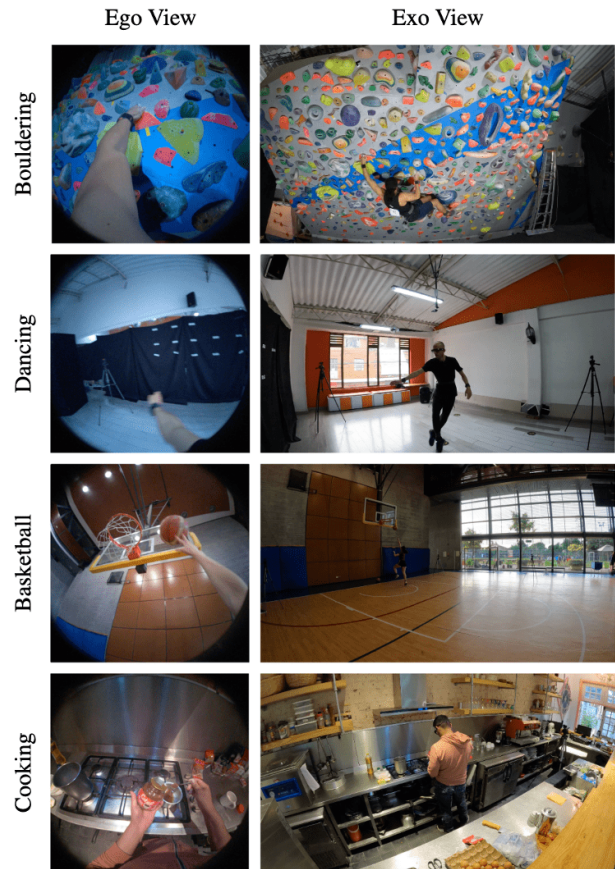 Ego View
Exo View
Bouldering
Dancing
Basketball
Cooking